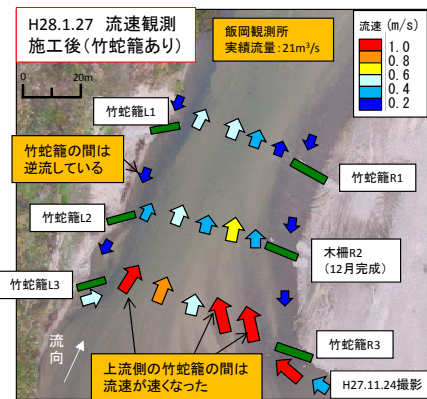 H28.1.27 流速観測
施工後(竹蛇籠あり)
飯岡観測所
実績流量:21m³/s
流速(m/s)
1.0
0.8
0.6
0.4
0.2
0 20m
竹蛇籠L1
竹蛇籠の間は
逆流している
竹蛇籠R1
竹蛇籠L2
木柵R2
(12月完成)
竹蛇籠L3
流向
上流側の竹蛇籠の間は
流速が速くなった
竹蛇籠R3
H27.11.24撮影